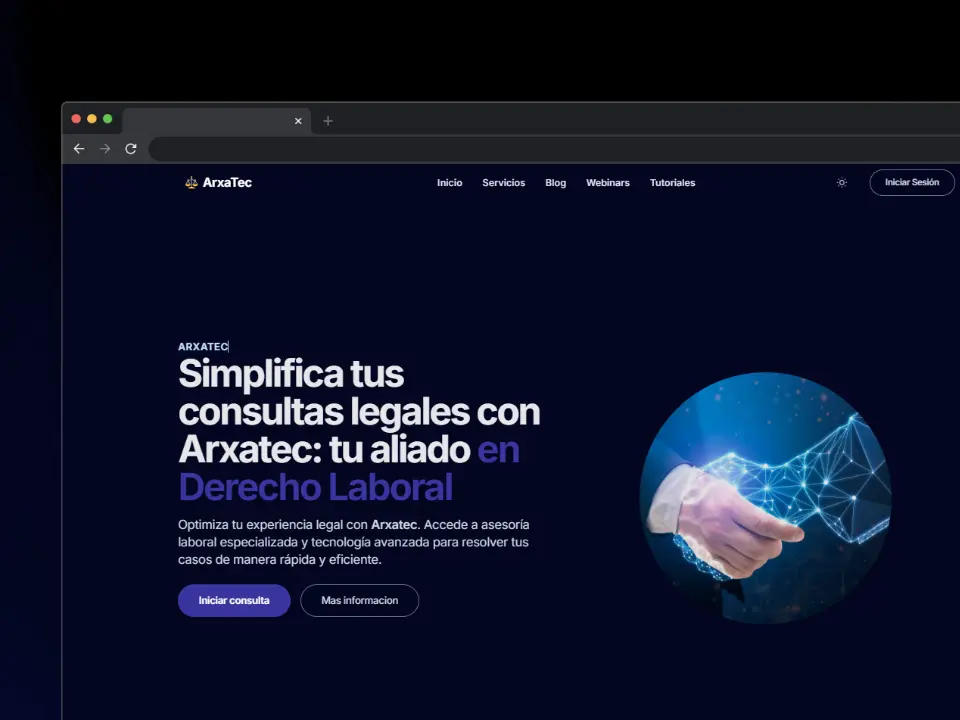 ArxaTec
Inicio
Servicios
Blog
Webinars
Tutoriales
Iniciar Sesión
ARXATEC
Simplifica tus
consultas legales con
Arxatec: tu aliado en
Derecho Laboral
Optimiza tu experiencia legal con Arxatec. Accede a asesoría
laboral especializada y tecnología avanzada para resolver tus
casos de manera rápida y eficiente.
Iniciar consulta
Mas informacion